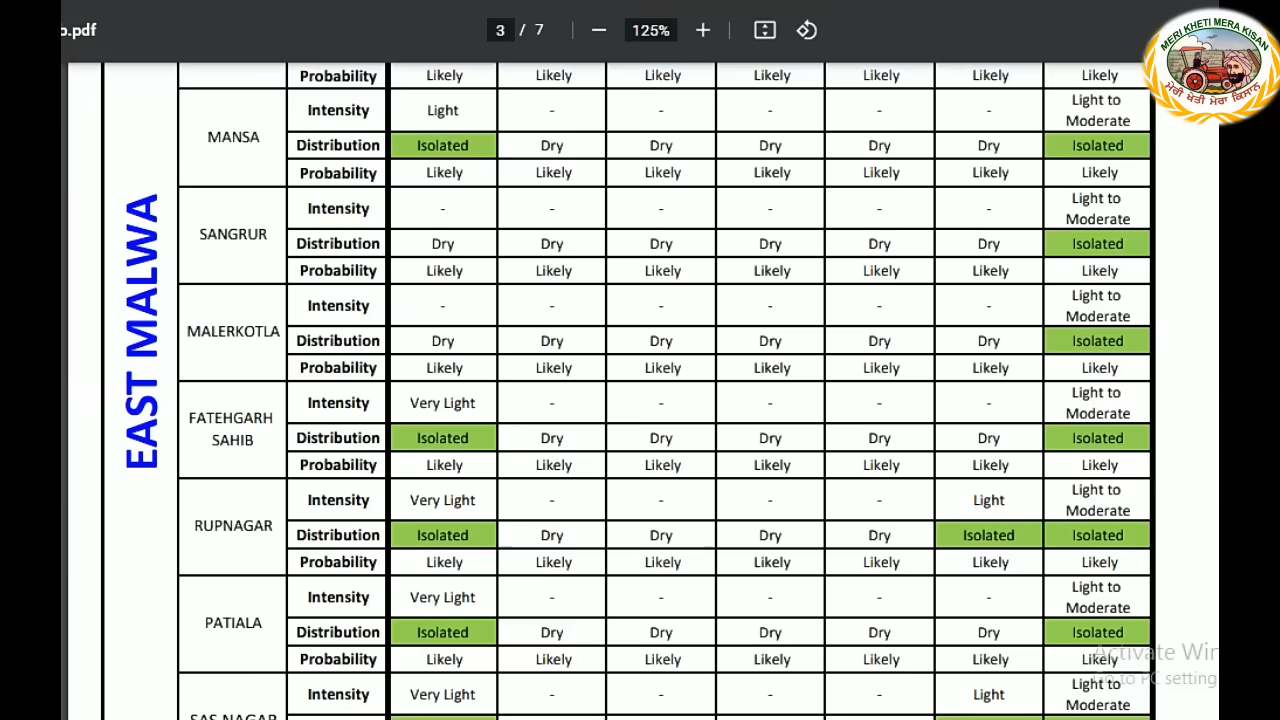 b.pdf
3 / 7
125%
MERI KHETI MERA KISAN
ਮੇਰੀ ਖੇਤੀ ਮੇਰਾ ਕਿਸਾਨ
EAST MALWA
Probability Likely Likely Likely Likely Likely Likely Likely
MANSA
Intensity Light - - - - - Light to
Moderate
Distribution Isolated Dry Dry Dry Dry Dry Isolated
Probability Likely Likely Likely Likely Likely Likely Likely
SANGRUR
Intensity - - - - - - Light to
Moderate
Distribution Dry Dry Dry Dry Dry Dry Isolated
Probability Likely Likely Likely Likely Likely Likely Likely
MALERKOTLA
Intensity - - - - - - Light to
Moderate
Distribution Dry Dry Dry Dry Dry Dry Isolated
Probability Likely Likely Likely Likely Likely Likely Likely
FATEHGARH
SAHIB
Intensity Very Light - - - - - Light to
Moderate
Distribution Isolated Dry Dry Dry Dry Dry Isolated
Probability Likely Likely Likely Likely Likely Likely Likely
RUPNAGAR
Intensity Very Light - - - - Light Light to
Moderate
Distribution Isolated Dry Dry Dry Dry Isolated Isolated
Probability Likely Likely Likely Likely Likely Likely Likely
PATIALA
Intensity Very Light - - - - - Light to
Moderate
Distribution Isolated Dry Dry Dry Dry Dry Isolated
Probability Likely Likely Likely Likely Likely Likely Likely
SAS NAGAR
Intensity Very Light - - - - Light Light to
Moderate
Activate Win
Go to PC setting